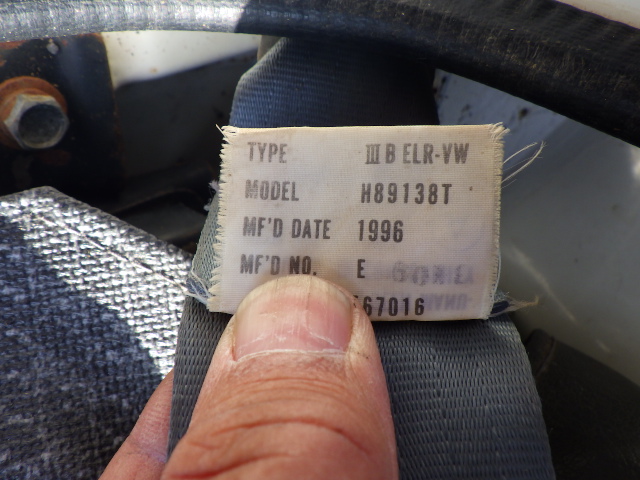 TYPE III B ELR-VW
MODEL H89138T
MF'D DATE 1996
MF'D NO. E
67016